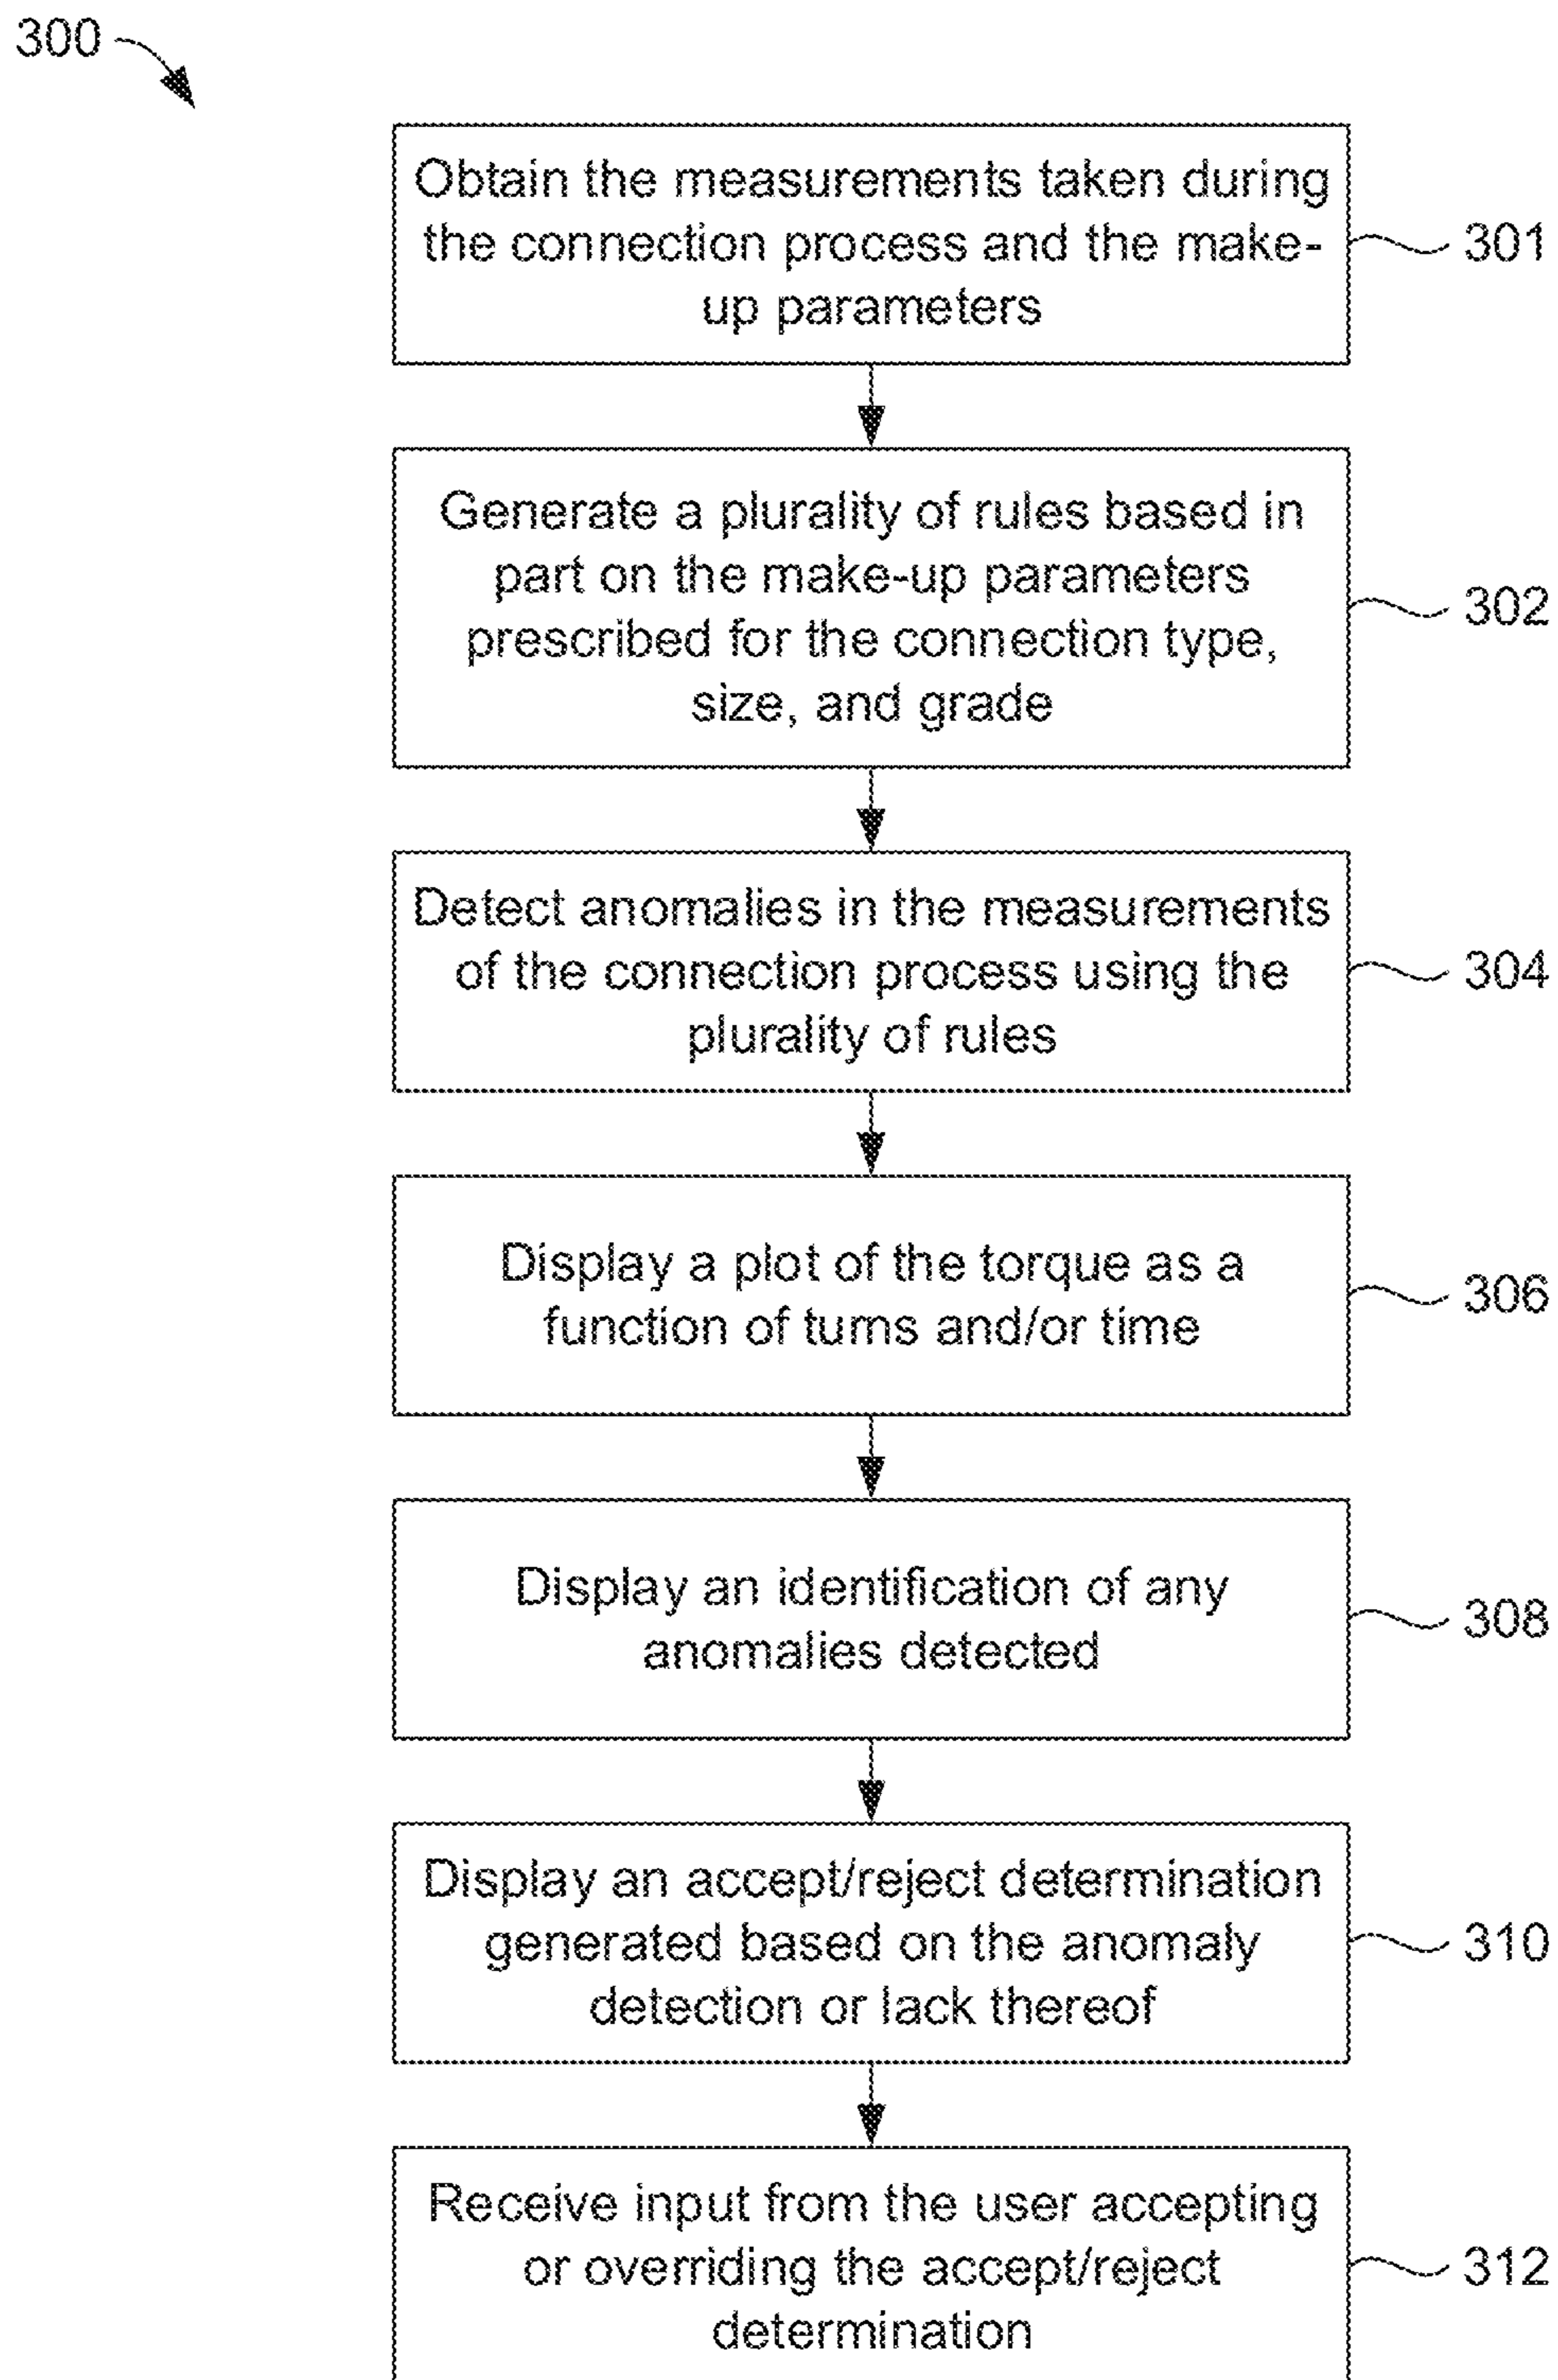 300
Obtain the measurements taken during
the connection process and the make-
up parameters
301
Generate a plurality of rules based in
part on the make-up parameters
prescribed for the connection type,
size, and grade
302
Detect anomalies in the measurements
of the connection process using the
plurality of rules
304
Display a plot of the torque as a
function of turns and/or time
306
Display an identification of any
anomalies detected
308
Display an accept/reject determination
generated based on the anomaly
detection or lack thereof
310
Receive input from the user accepting
or overriding the accept/reject
determination
312